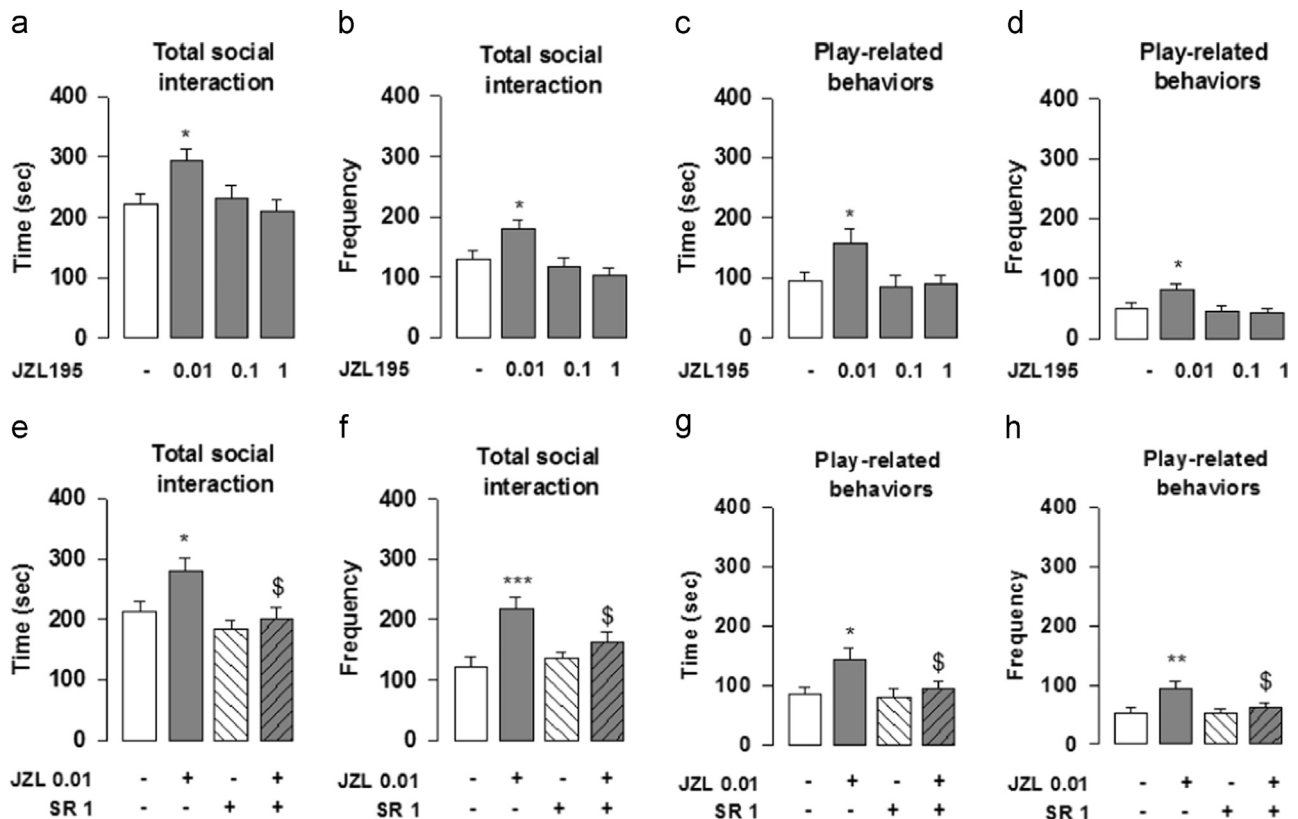 a
Total social
interaction
Time (sec)
400
300
200
100
0
*
JZL195 - 0.01 0.1 1
b
Total social
interaction
Frequency
400
300
200
100
0
*
JZL195 - 0.01 0.1 1
c
Play-related
behaviors
Time (sec)
400
300
200
100
0
*
JZL195 - 0.01 0.1 1
d
Play-related
behaviors
Frequency
400
300
200
100
0
*
JZL195 - 0.01 0.1 1
e
Total social
interaction
Time (sec)
400
300
200
100
0
*
$
JZL 0.01 - + - +
SR 1 - - + +
f
Total social
interaction
Frequency
400
300
200
100
0
***
$
JZL 0.01 - + - +
SR 1 - - + +
g
Play-related
behaviors
Time (sec)
400
300
200
100
0
*
$
JZL 0.01 - + - +
SR 1 - - + +
h
Play-related
behaviors
Frequency
400
300
200
100
0
**
$
JZL 0.01 - + - +
SR 1 - - + +